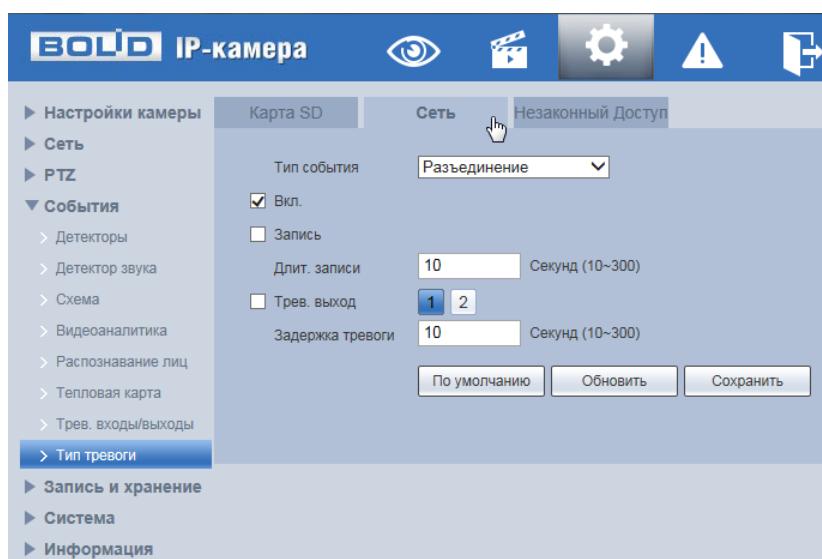 BOLID IP-камера
Настройки камеры
Сеть
PTZ
События
Детекторы
Детектор звука
Схема
Видеоаналитика
Распознавание лиц
Тепловая карта
Трев. входы/выходы
Тип тревоги
Запись и хранение
Система
Информация
Карта SD Сеть Незаконный Доступ
Тип события Разъединение
Вкл.
Запись
Длит. записи 10 Секунд (10~300)
Трев. выход 1 2
Задержка тревоги 10 Секунд (10~300)
По умолчанию Обновить Сохранить